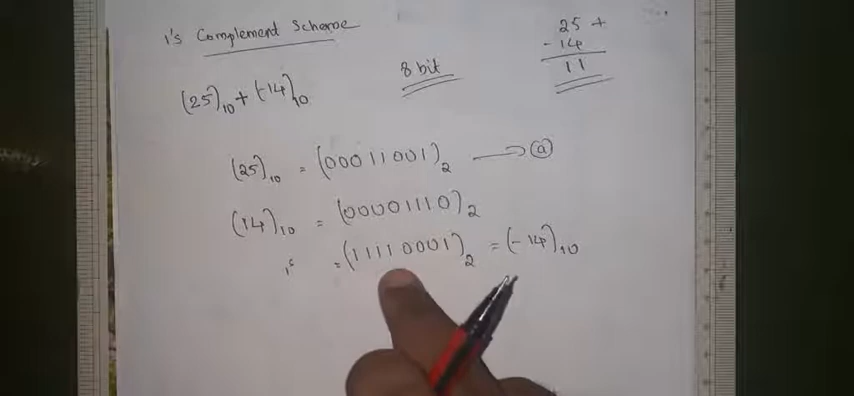 1's Complement Scheme
25 +
-14
11
8 bit
(25)10 + (-14)10
(25)10 = (00011001)2 → (a)
(14)10 = (00001110)2
1's = (11110001)2 = (-14)10